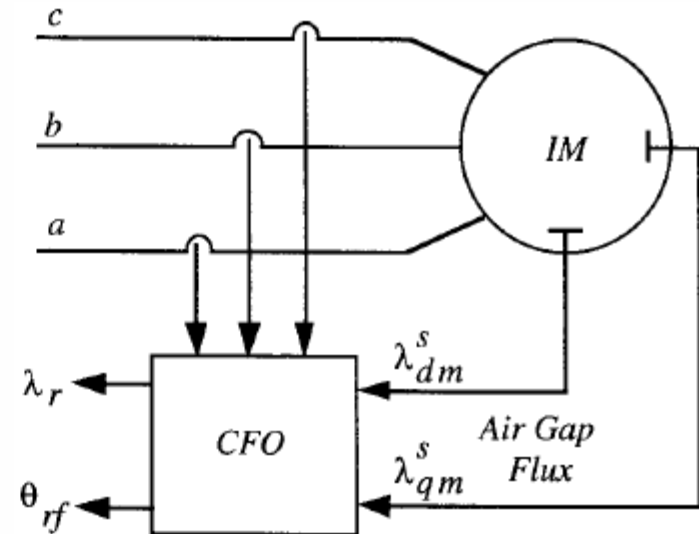 c
b
IM
a
λ_r
CFO
λ^s_dm
Air Gap
Flux
θ_rf
λ^s_qm